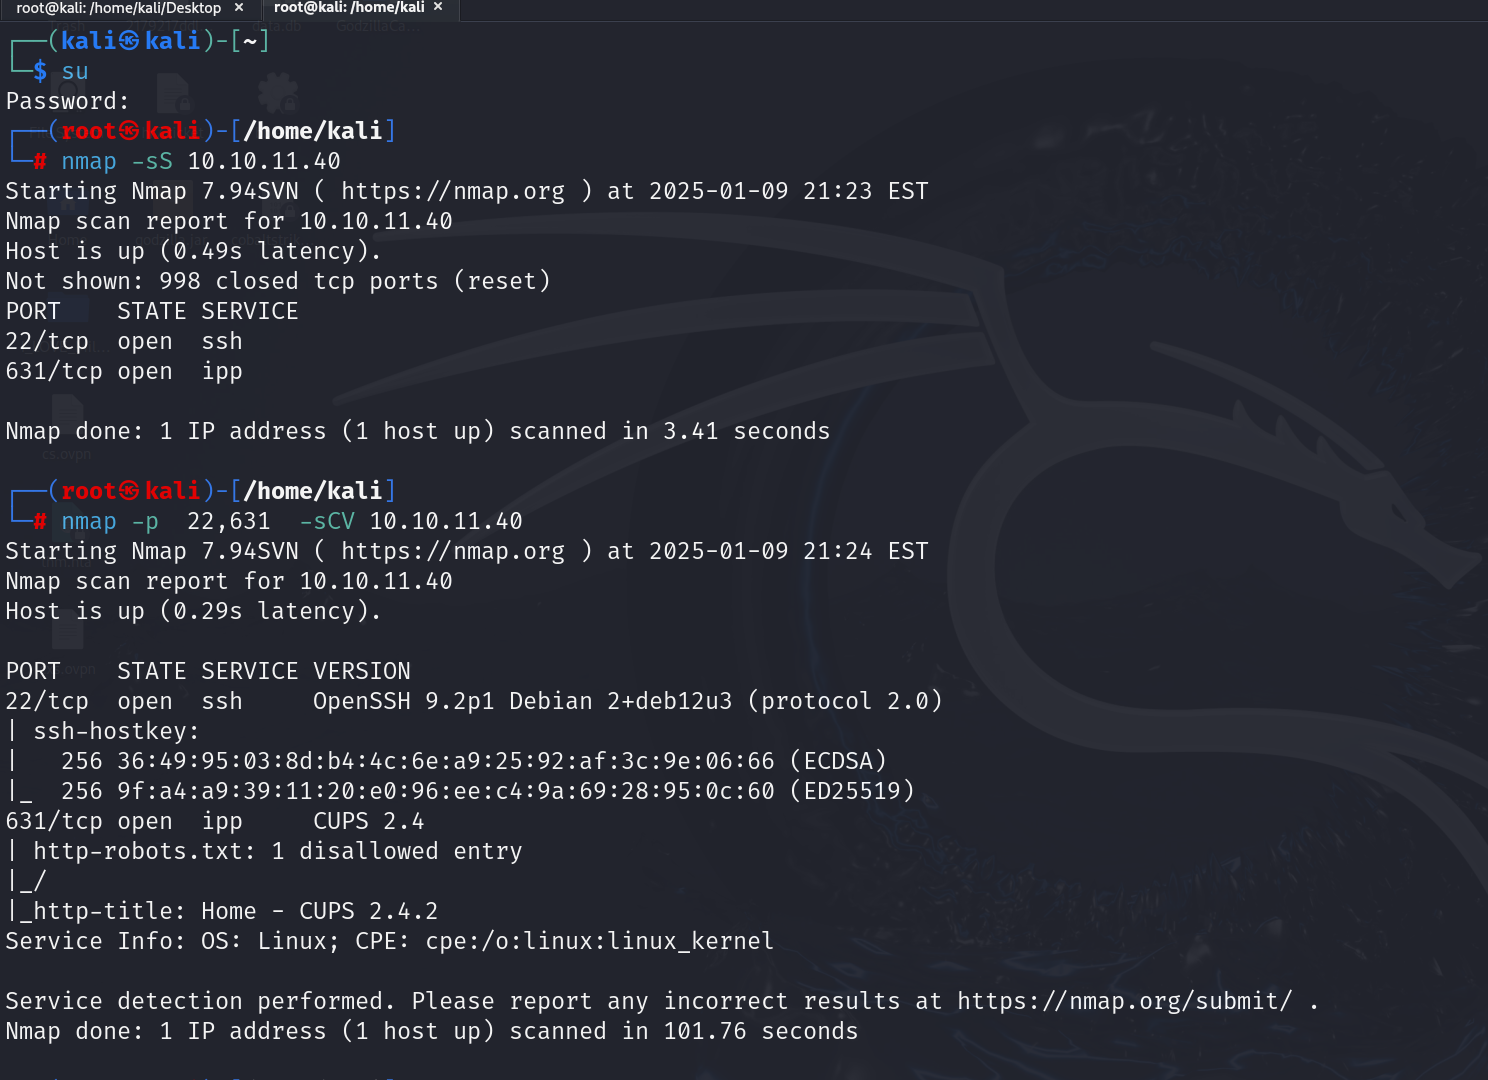 root@kali: /home/kali/Desktop × root@kali: /home/kali ×
┌──(kali㉿kali)-[~]
└─$ su
Password:
┌──(root㉿kali)-[/home/kali]
└─# nmap -sS 10.10.11.40
Starting Nmap 7.94SVN ( https://nmap.org ) at 2025-01-09 21:23 EST
Nmap scan report for 10.10.11.40
Host is up (0.49s latency).
Not shown: 998 closed tcp ports (reset)
PORT    STATE SERVICE
22/tcp  open  ssh
631/tcp open  ipp
Nmap done: 1 IP address (1 host up) scanned in 3.41 seconds
┌──(root㉿kali)-[/home/kali]
└─# nmap -p  22,631  -sCV 10.10.11.40
Starting Nmap 7.94SVN ( https://nmap.org ) at 2025-01-09 21:24 EST
Nmap scan report for 10.10.11.40
Host is up (0.29s latency).
PORT    STATE SERVICE VERSION
22/tcp  open  ssh     OpenSSH 9.2p1 Debian 2+deb12u3 (protocol 2.0)
| ssh-hostkey:
|   256 36:49:95:03:8d:b4:4c:6e:a9:25:92:af:3c:9e:06:66 (ECDSA)
|_  256 9f:a4:a9:39:11:20:e0:96:ee:c4:9a:69:28:95:0c:60 (ED25519)
631/tcp open  ipp     CUPS 2.4
| http-robots.txt: 1 disallowed entry
|_/
|_http-title: Home - CUPS 2.4.2
Service Info: OS: Linux; CPE: cpe:/o:linux:linux_kernel
Service detection performed. Please report any incorrect results at https://nmap.org/submit/ .
Nmap done: 1 IP address (1 host up) scanned in 101.76 seconds
cs.ovpn